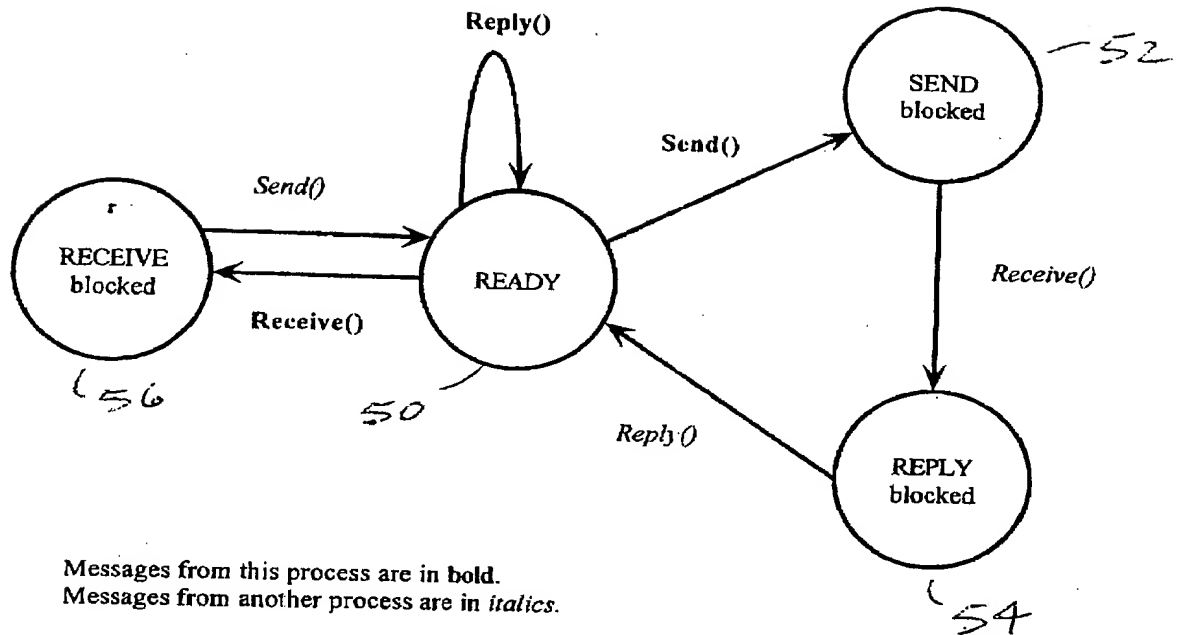 Reply()
52
SEND
blocked
Send()
Send()
RECEIVE
blocked
READY
Receive()
Receive()
56
50
Reply()
REPLY
blocked
54
Messages from this process are in bold.
Messages from another process are in italics.